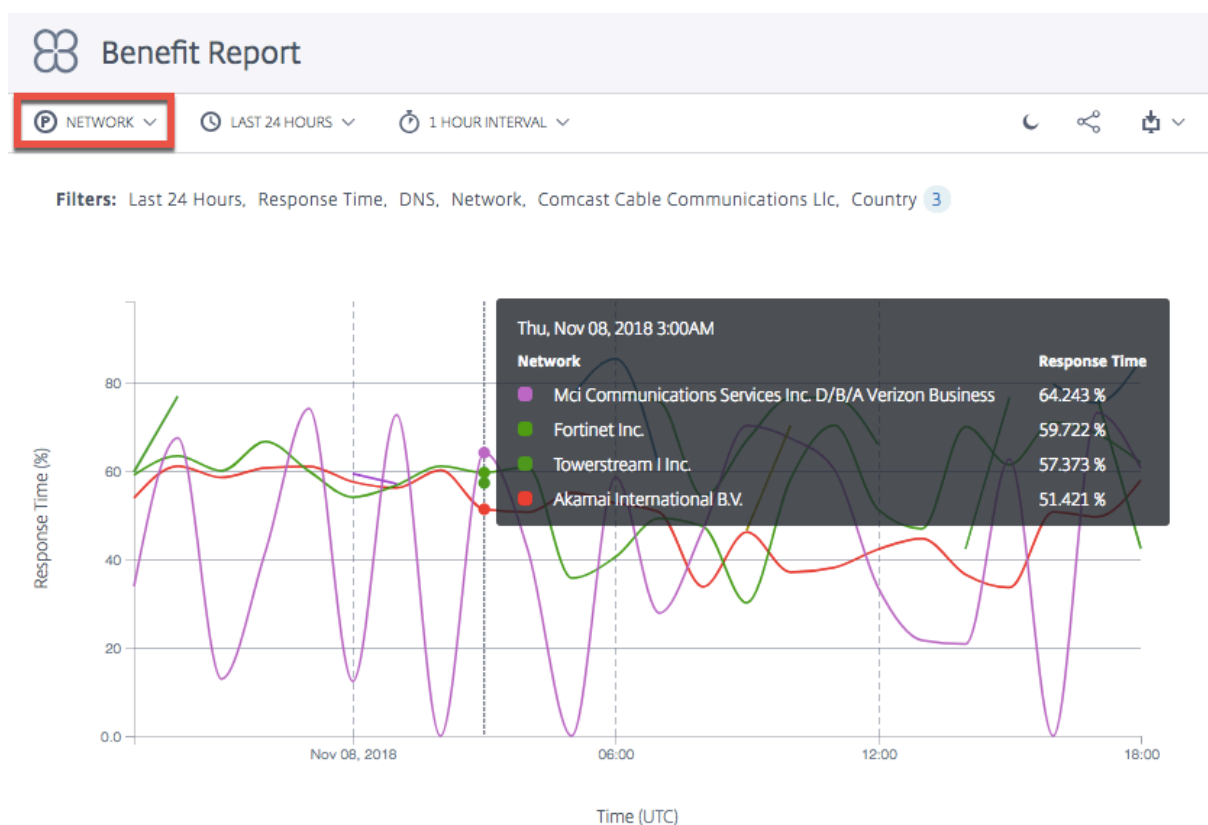 Benefit Report
NETWORK LAST 24 HOURS 1 HOUR INTERVAL
Filters: Last 24 Hours, Response Time, DNS, Network, Comcast Cable Communications Llc, Country 3
Thu, Nov 08, 2018 3:00AM
Network Response Time
Mci Communications Services Inc. D/B/A Verizon Business 64.243 %
Fortinet Inc. 59.722 %
Towerstream I Inc. 57.373 %
Akamai International B.V. 51.421 %
Response Time (%)
80
60
40
20
0.0
Nov 08, 2018 06:00 12:00 18:00
Time (UTC)